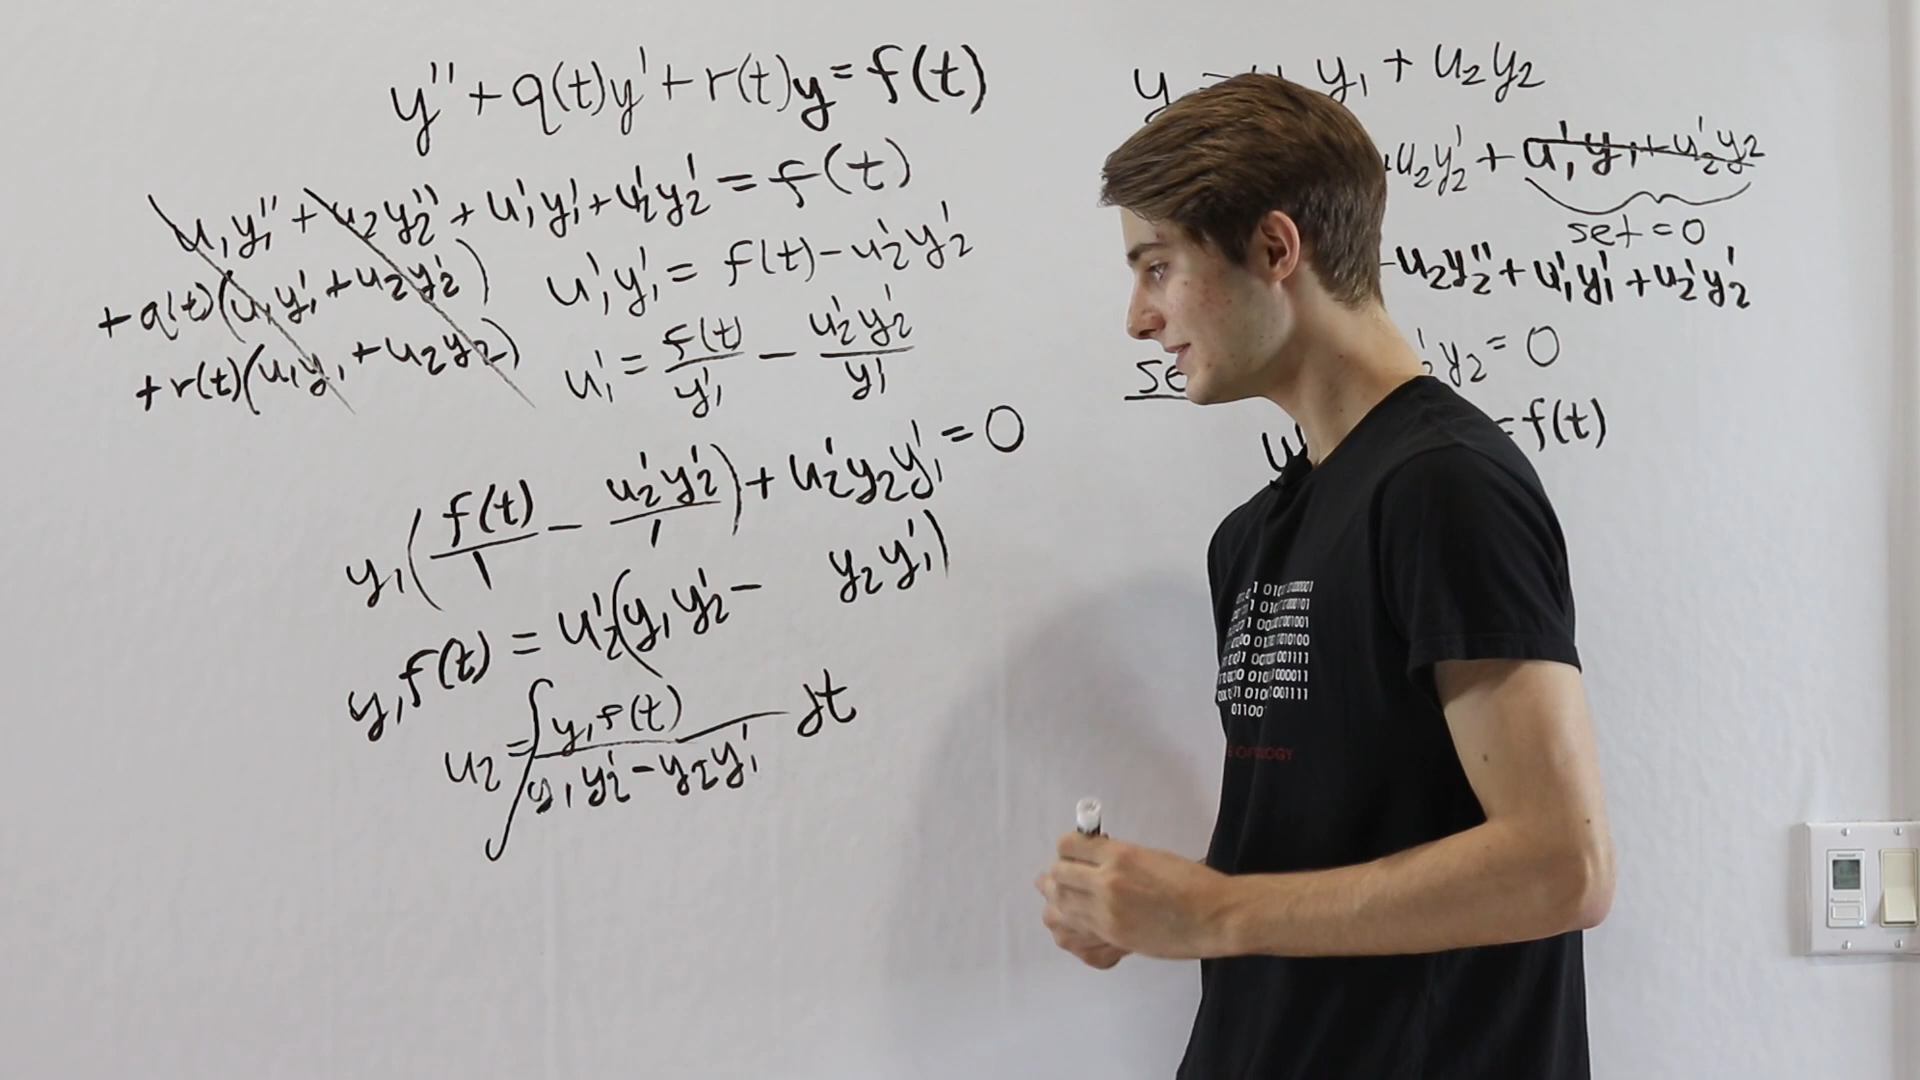 y'' + q(t)y' + r(t)y = f(t)
u₁y₁'' + u₂y₂'' + u₁'y₁' + u₂'y₂' = f(t)
+ q(t)(u₁y₁' + u₂y₂')
+ r(t)(u₁y₁ + u₂y₂)
u₁'y₁' = f(t) - u₂'y₂'
u₁' = f(t)/y₁' - u₂'y₂'/y₁'
y₁(f(t)/1 - u₂'y₂'/1) + u₂'y₂y₁' = 0
y₁f(t) = u₂'(y₁y₂' - y₂y₁')
u₂ = ∫ y₁f(t)/(y₁y₂' - y₂y₁') dt
y = y₁ + u₂y₂
u₂y₂' + u₁'y₁ + u₂'y₂
set = 0
u₂y₂'' + u₁'y₁' + u₂'y₂'
y₂ = 0
= f(t)